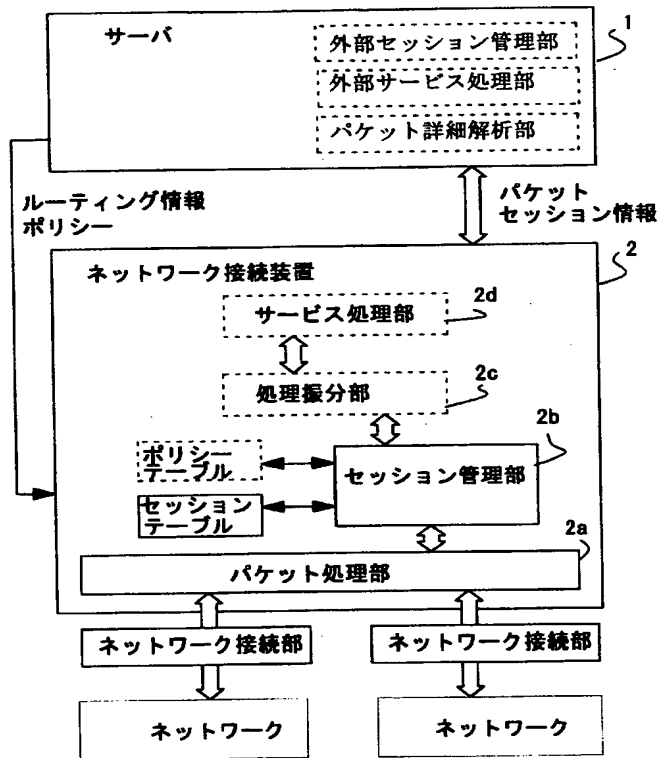 サーバ
1
外部セッション管理部
外部サービス処理部
パケット詳細解析部
ルーティング情報
ポリシー
パケット
セッション情報
2
ネットワーク接続装置
サービス処理部
2d
処理振分部
2c
ポリシー
テーブル
セッション管理部
2b
セッション
テーブル
2a
パケット処理部
ネットワーク接続部
ネットワーク接続部
ネットワーク
ネットワーク